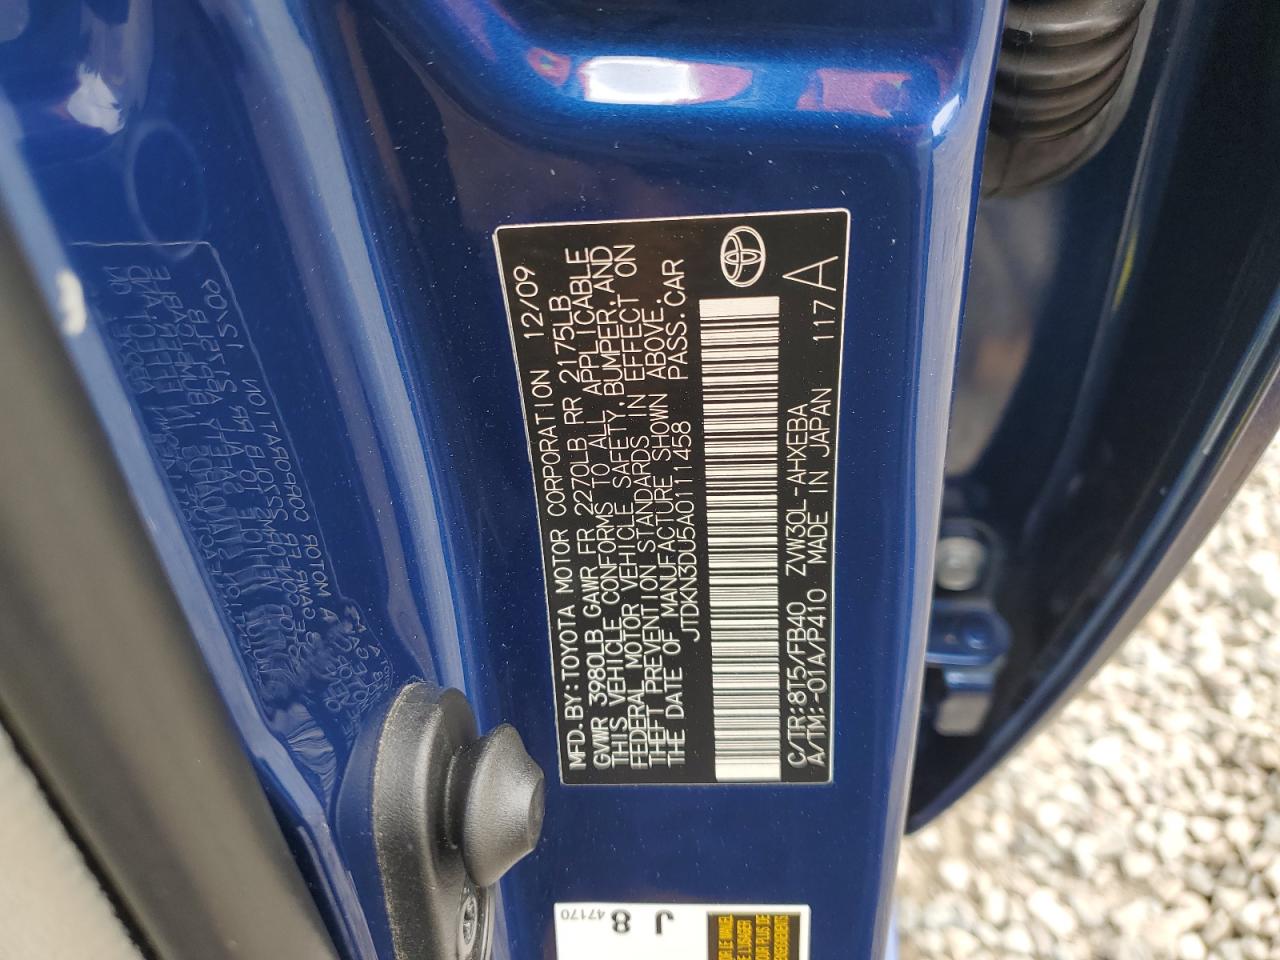 MFD.BY:TOYOTA MOTOR CORPORATION 12/09
GVWR 3980LB GAWR FR 2270LB RR 2175LB
THIS VEHICLE CONFORMS TO ALL APPLICABLE
FEDERAL MOTOR VEHICLE SAFETY, BUMPER, AND
THEFT PREVENTION STANDARDS IN EFFECT ON
THE DATE OF MANUFACTURE SHOWN ABOVE.
JTDKN3DU5A0111458 PASS.CAR
C/TR:8T5/FB40 ZVW30L-AHXEBA
A/TM:-01A/P410 MADE IN JAPAN 117 A
J 8
47170